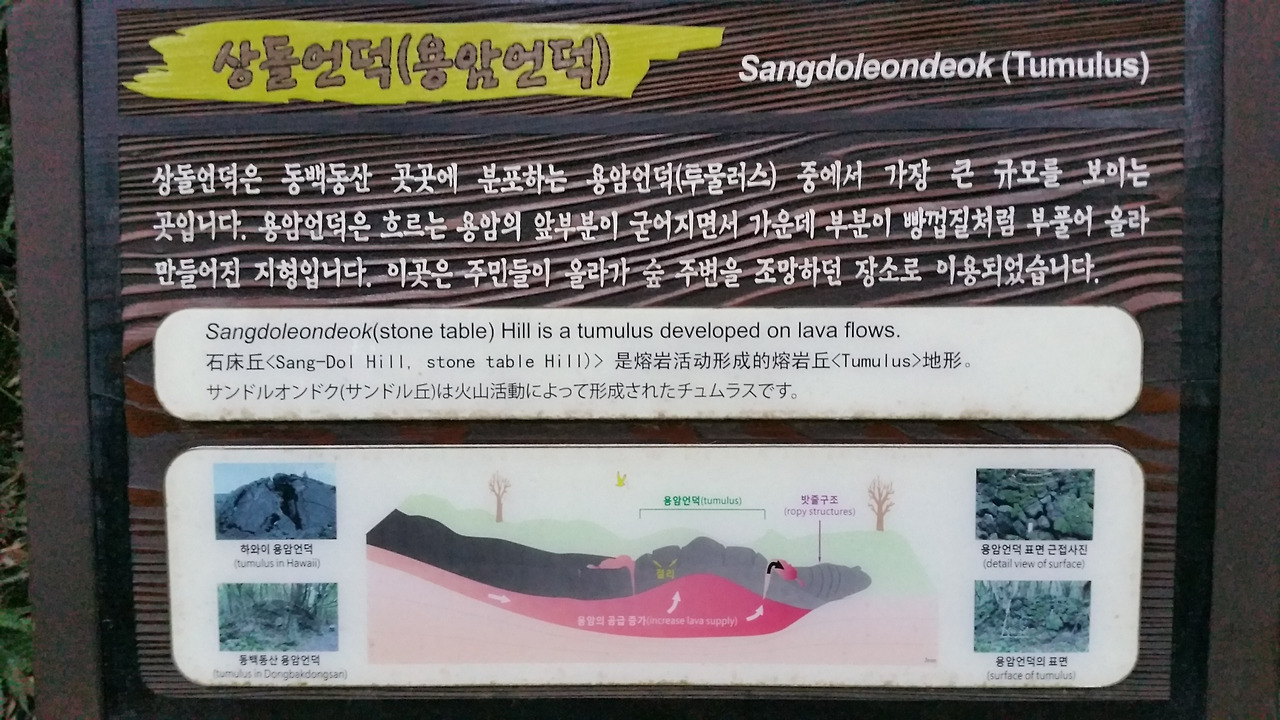 상돌언덕(용암언덕)
Sangdoleondeok (Tumulus)
상돌언덕은 동백동산 곳곳에 분포하는 용암언덕(투물러스) 중에서 가장 큰 규모를 보이는
곳입니다. 용암언덕은 흐르는 용암의 앞부분이 굳어지면서 가운데 부분이 빵껍질처럼 부풀어 올라
만들어진 지형입니다. 이곳은 주민들이 올라가 숲 주변을 조망하던 장소로 이용되었습니다.
Sangdoleondeok(stone table) Hill is a tumulus developed on lava flows.
石床丘<Sang-Dol Hill, stone table Hill)> 是熔岩活动形成的熔岩丘<Tumulus>地形。
サンドルオンドク(サンドル丘)は火山活動によって形成されたチュムラスです。
하와이 용암언덕
(tumulus in Hawaii)
동백동산 용암언덕
(tumulus in Dongbakdongsan)
용암언덕(tumulus)
밧줄구조
(ropy structures)
절리
용암의 공급 증가(increase lava supply)
용암언덕 표면 근접사진
(detail view of surface)
용암언덕의 표면
(surface of tumulus)